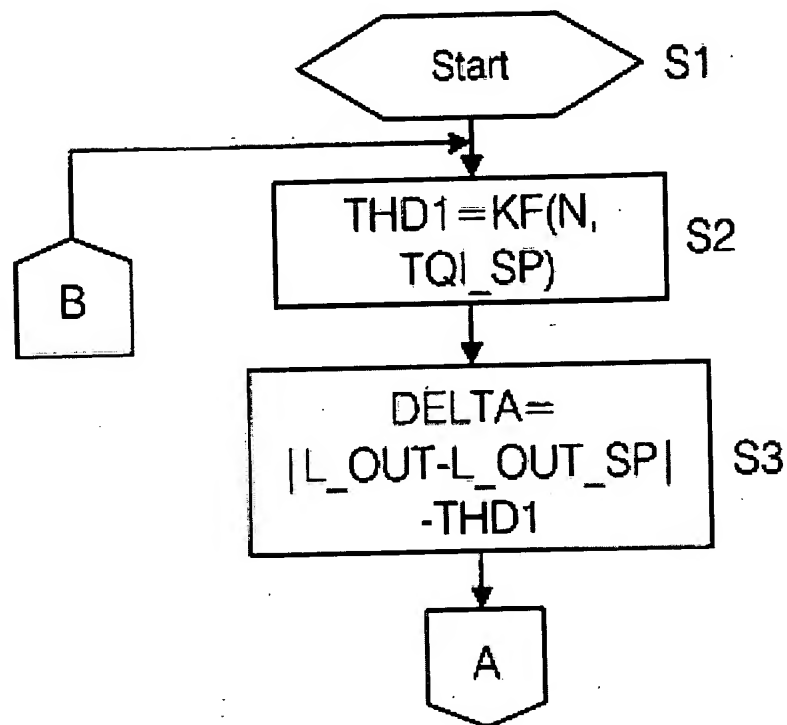 Start S1
THD1=KF(N,
TQI_SP)
S2
B
DELTA=
|L_OUT-L_OUT_SP|
-THD1
S3
A